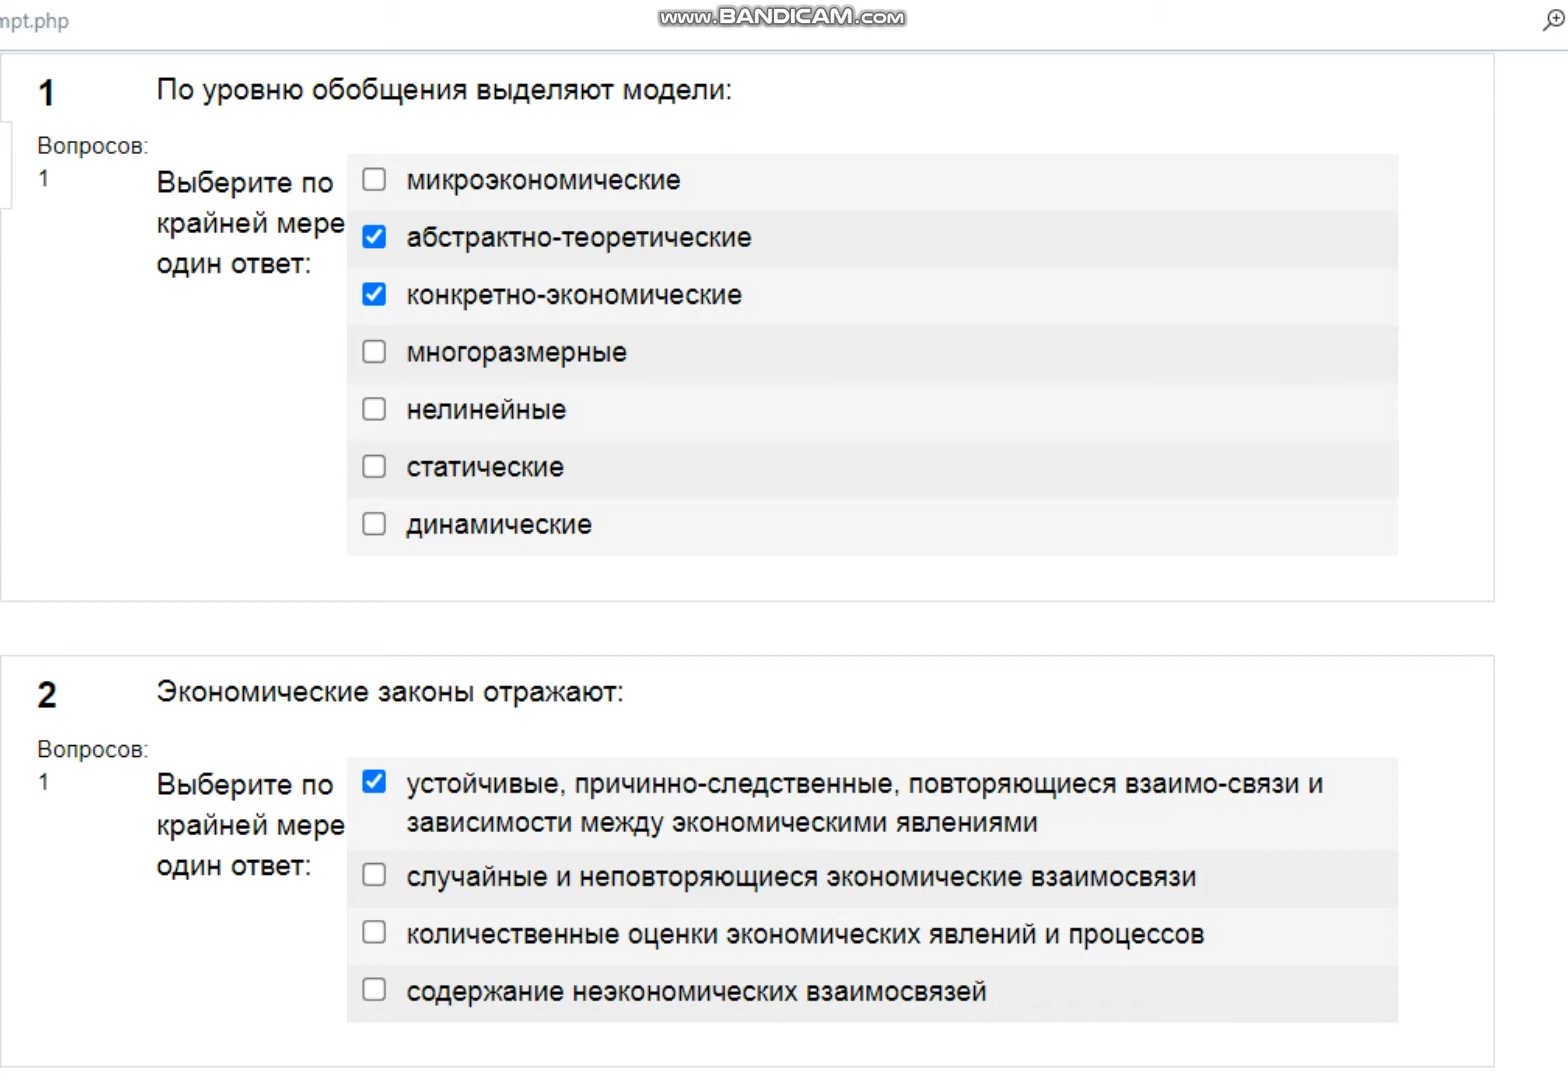 mpt.php
www.BANDICAM.com
1
По уровню обобщения выделяют модели:
Вопросов:
1
Выберите по
крайней мере
один ответ:
микроэкономические
абстрактно-теоретические
конкретно-экономические
многоразмерные
нелинейные
статические
динамические
2
Экономические законы отражают:
Вопросов:
1
Выберите по
крайней мере
один ответ:
устойчивые, причинно-следственные, повторяющиеся взаимо-связи и
зависимости между экономическими явлениями
случайные и неповторяющиеся экономические взаимосвязи
количественные оценки экономических явлений и процессов
содержание неэкономических взаимосвязей